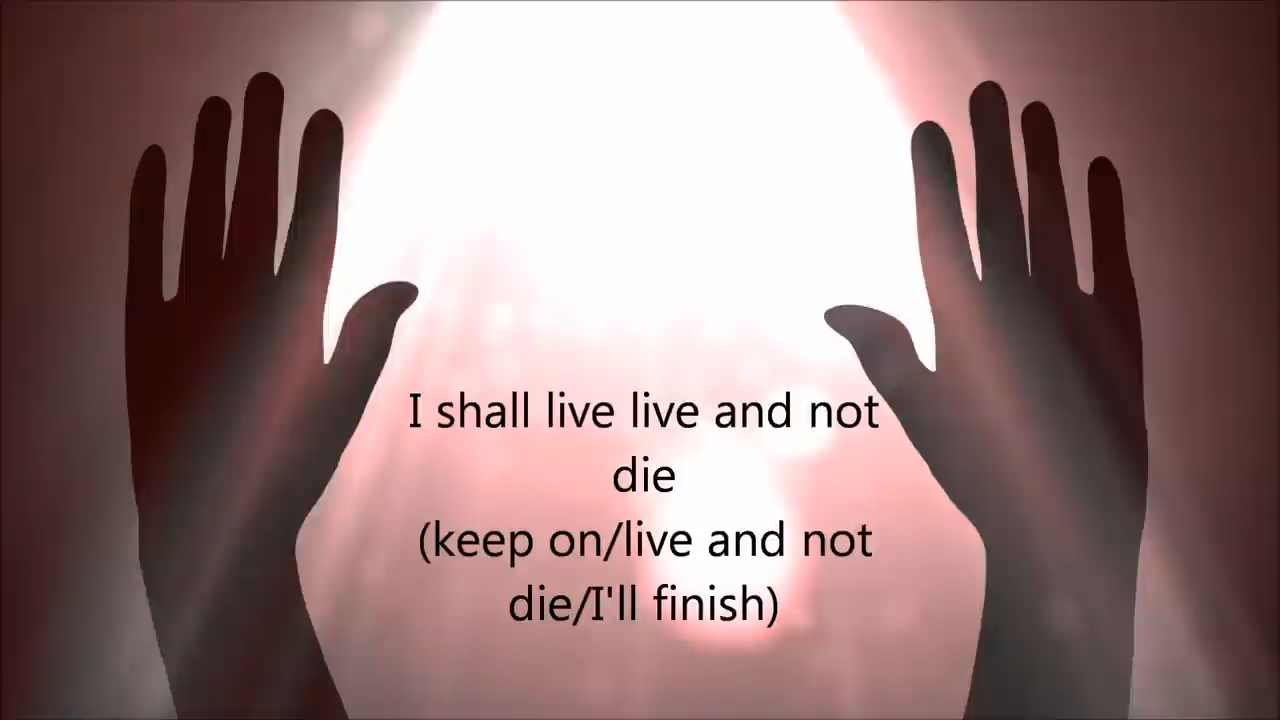 I shall live live and not
die
(keep on/live and not
die/I'll finish)